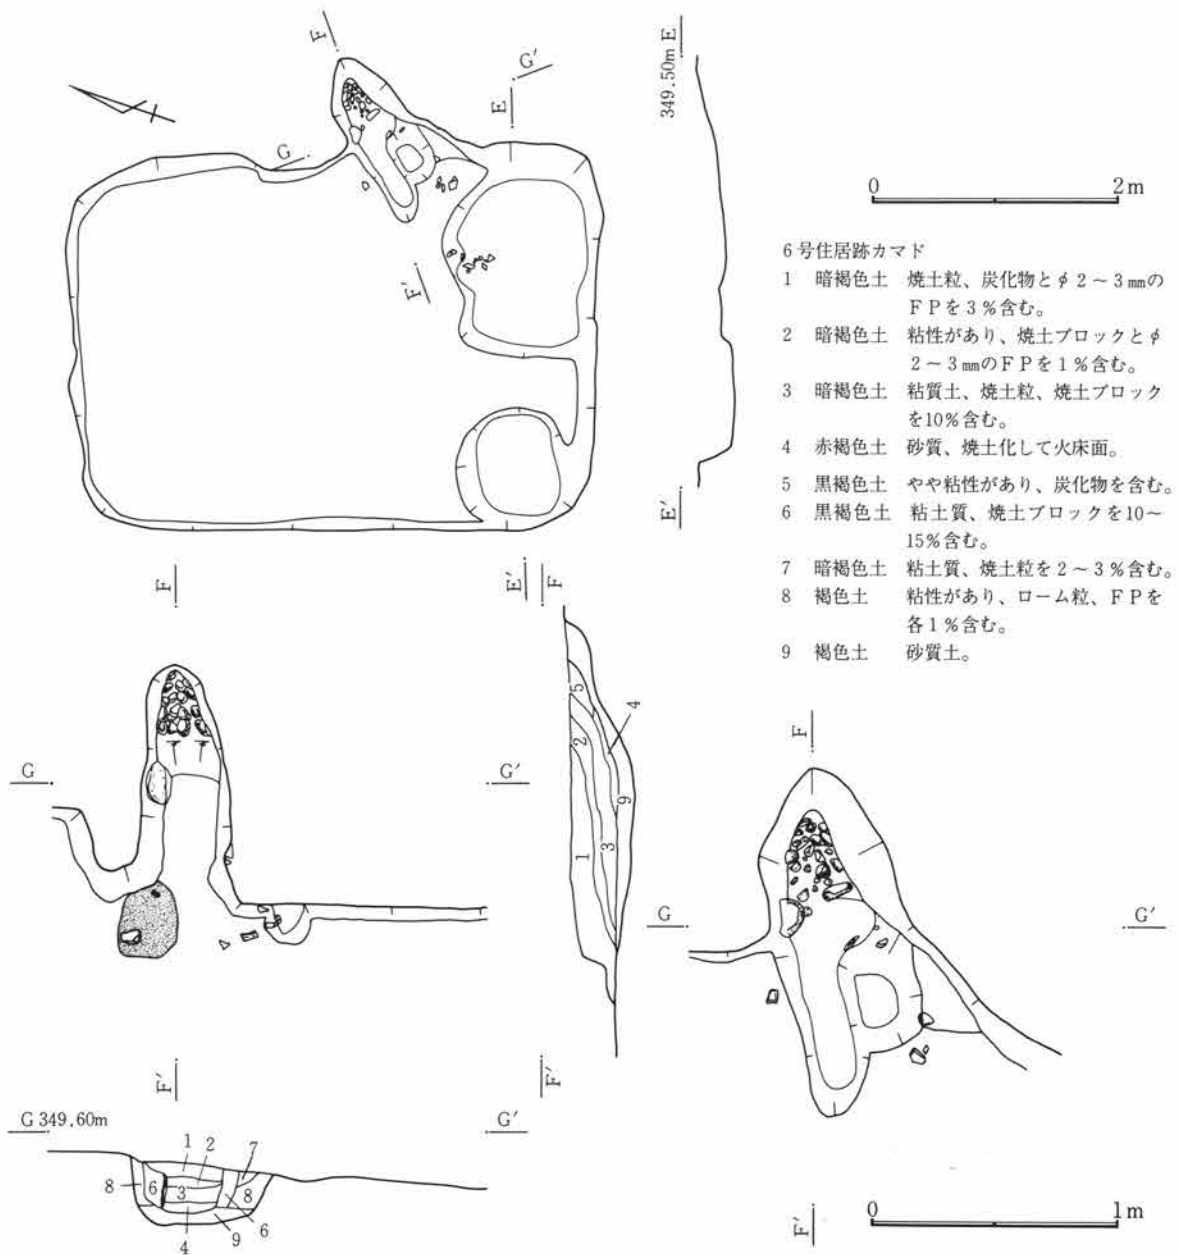 F
G′
E
G
F′
349.50m E
E′
0 2m
6号住居跡カマド
1 暗褐色土 焼土粒、炭化物とφ2~3㎜の
FPを3%含む。
2 暗褐色土 粘性があり、焼土ブロックとφ
2~3㎜のFPを1%含む。
3 暗褐色土 粘質土、焼土粒、焼土ブロック
を10%含む。
4 赤褐色土 砂質、焼土化して火床面。
5 黒褐色土 やや粘性があり、炭化物を含む。
6 黒褐色土 粘土質、焼土ブロックを10~
15%含む。
7 暗褐色土 粘土質、焼土粒を2~3%含む。
8 褐色土 粘性があり、ローム粒、FPを
各1%含む。
9 褐色土 砂質土。
F
E′
F
G
G′
F′
5
4
2
9
1
3
F′
F
G
G′
F′
G 349.60m
G′
1
2
7
8
6
3
8
4
9
6
0 1m